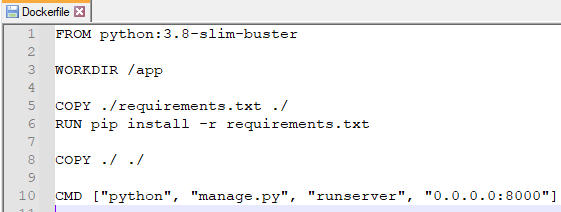 Dockerfile
1 FROM python:3.8-slim-buster
2
3 WORKDIR /app
4
5 COPY ./requirements.txt ./
6 RUN pip install -r requirements.txt
7
8 COPY ./ ./
9
10 CMD ["python", "manage.py", "runserver", "0.0.0.0:8000"]
11